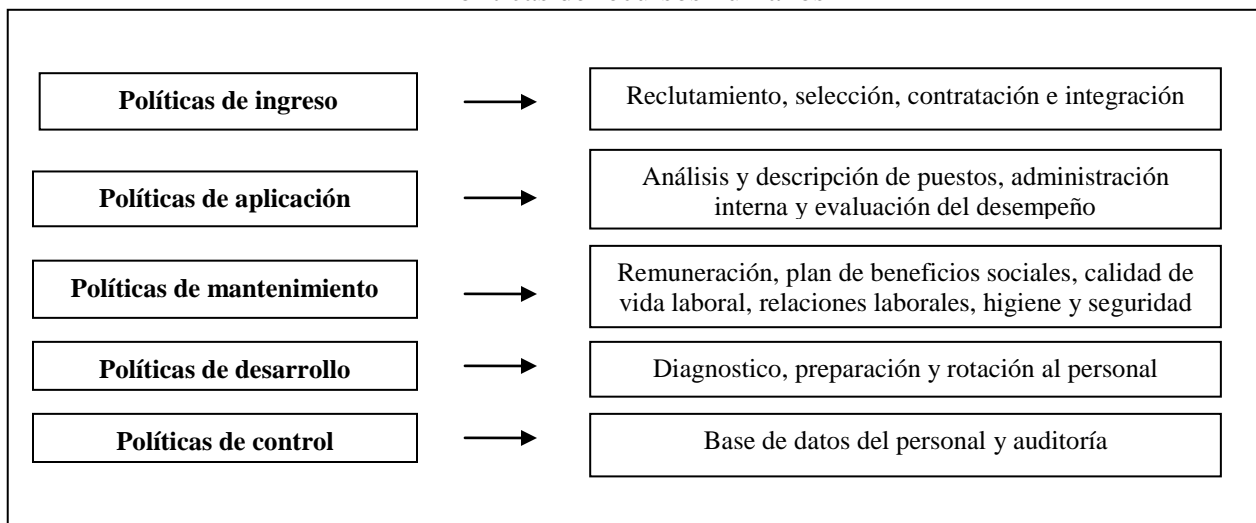 Políticas de ingreso
Reclutamiento, selección, contratación e integración
Políticas de aplicación
Análisis y descripción de puestos, administración
interna y evaluación del desempeño
Políticas de mantenimiento
Remuneración, plan de beneficios sociales, calidad de
vida laboral, relaciones laborales, higiene y seguridad
Políticas de desarrollo
Diagnostico, preparación y rotación al personal
Políticas de control
Base de datos del personal y auditoría